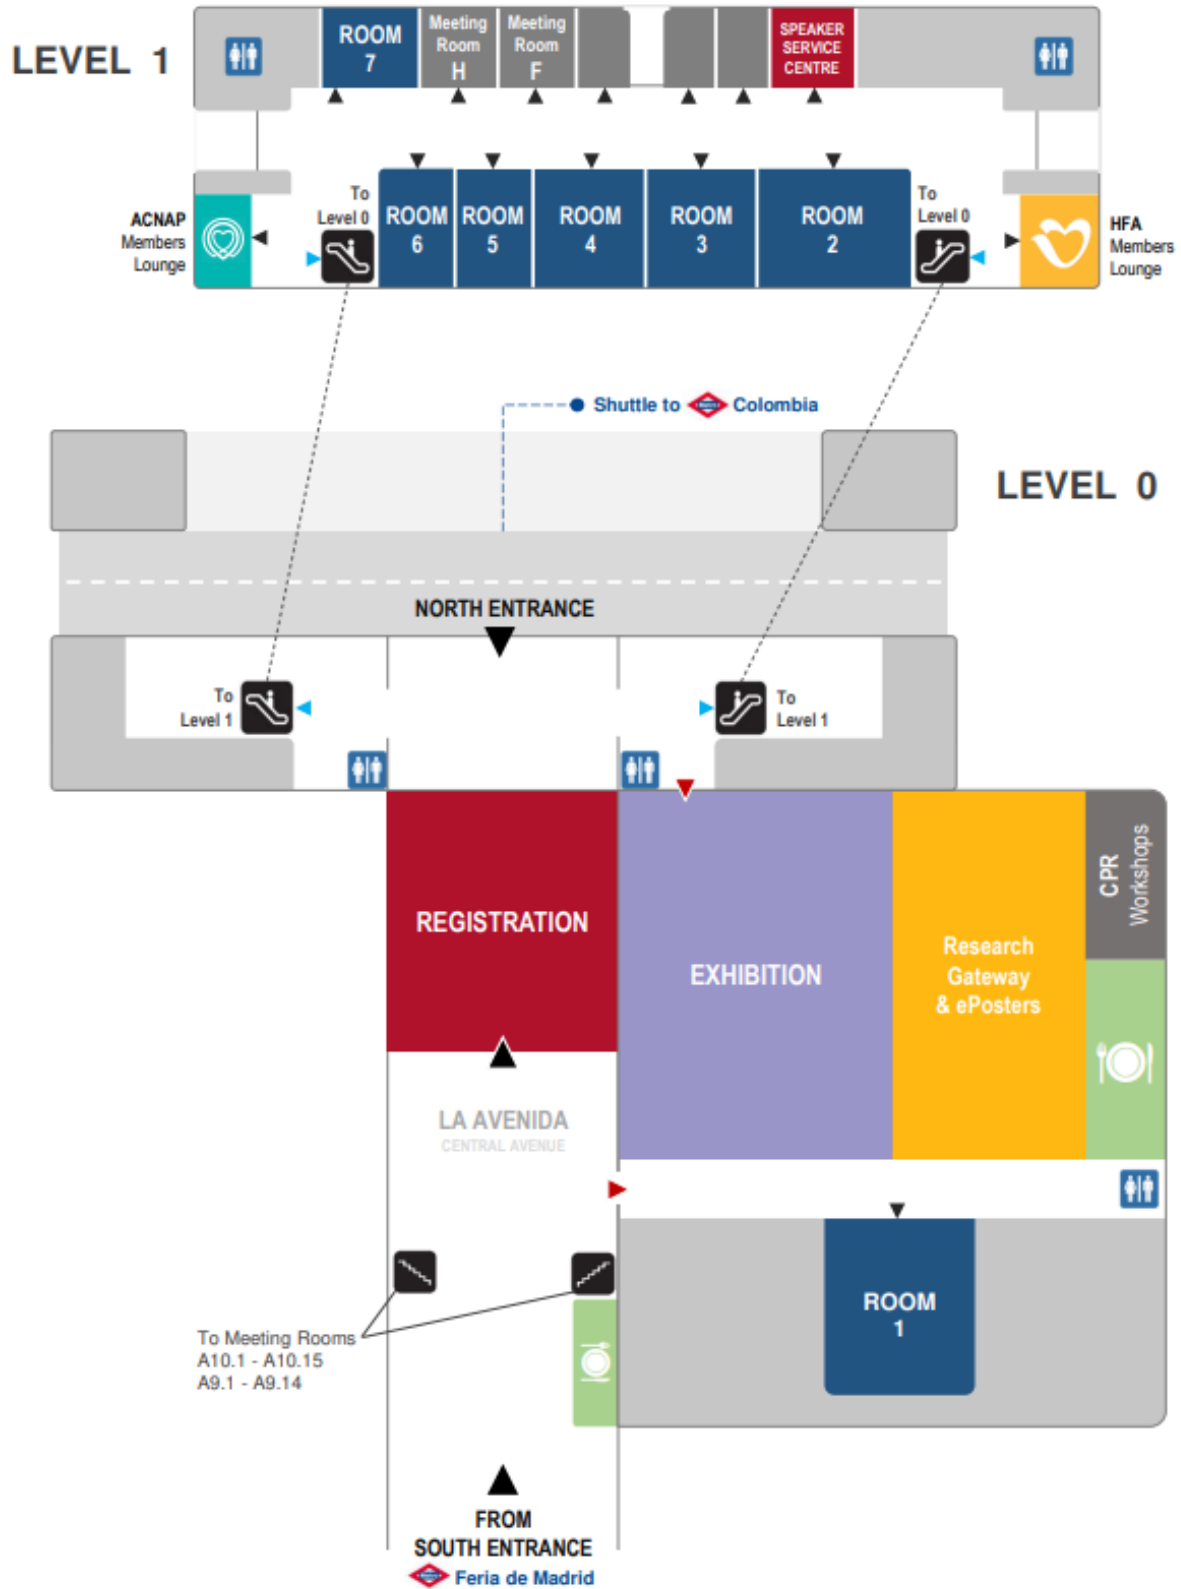 LEVEL 1
ROOM
7
Meeting
Room
H
Meeting
Room
F
SPEAKER
SERVICE
CENTRE
ACNAP
Members
Lounge
To
Level 0
ROOM
6
ROOM
5
ROOM
4
ROOM
3
ROOM
2
To
Level 0
HFA
Members
Lounge
Shuttle to
Colombia
LEVEL 0
NORTH ENTRANCE
To
Level 1
To
Level 1
REGISTRATION
EXHIBITION
Research
Gateway
& ePosters
CPR
Workshops
LA AVENIDA
CENTRAL AVENUE
To Meeting Rooms
A10.1 - A10.15
A9.1 - A9.14
ROOM
1
FROM
SOUTH ENTRANCE
Feria de Madrid